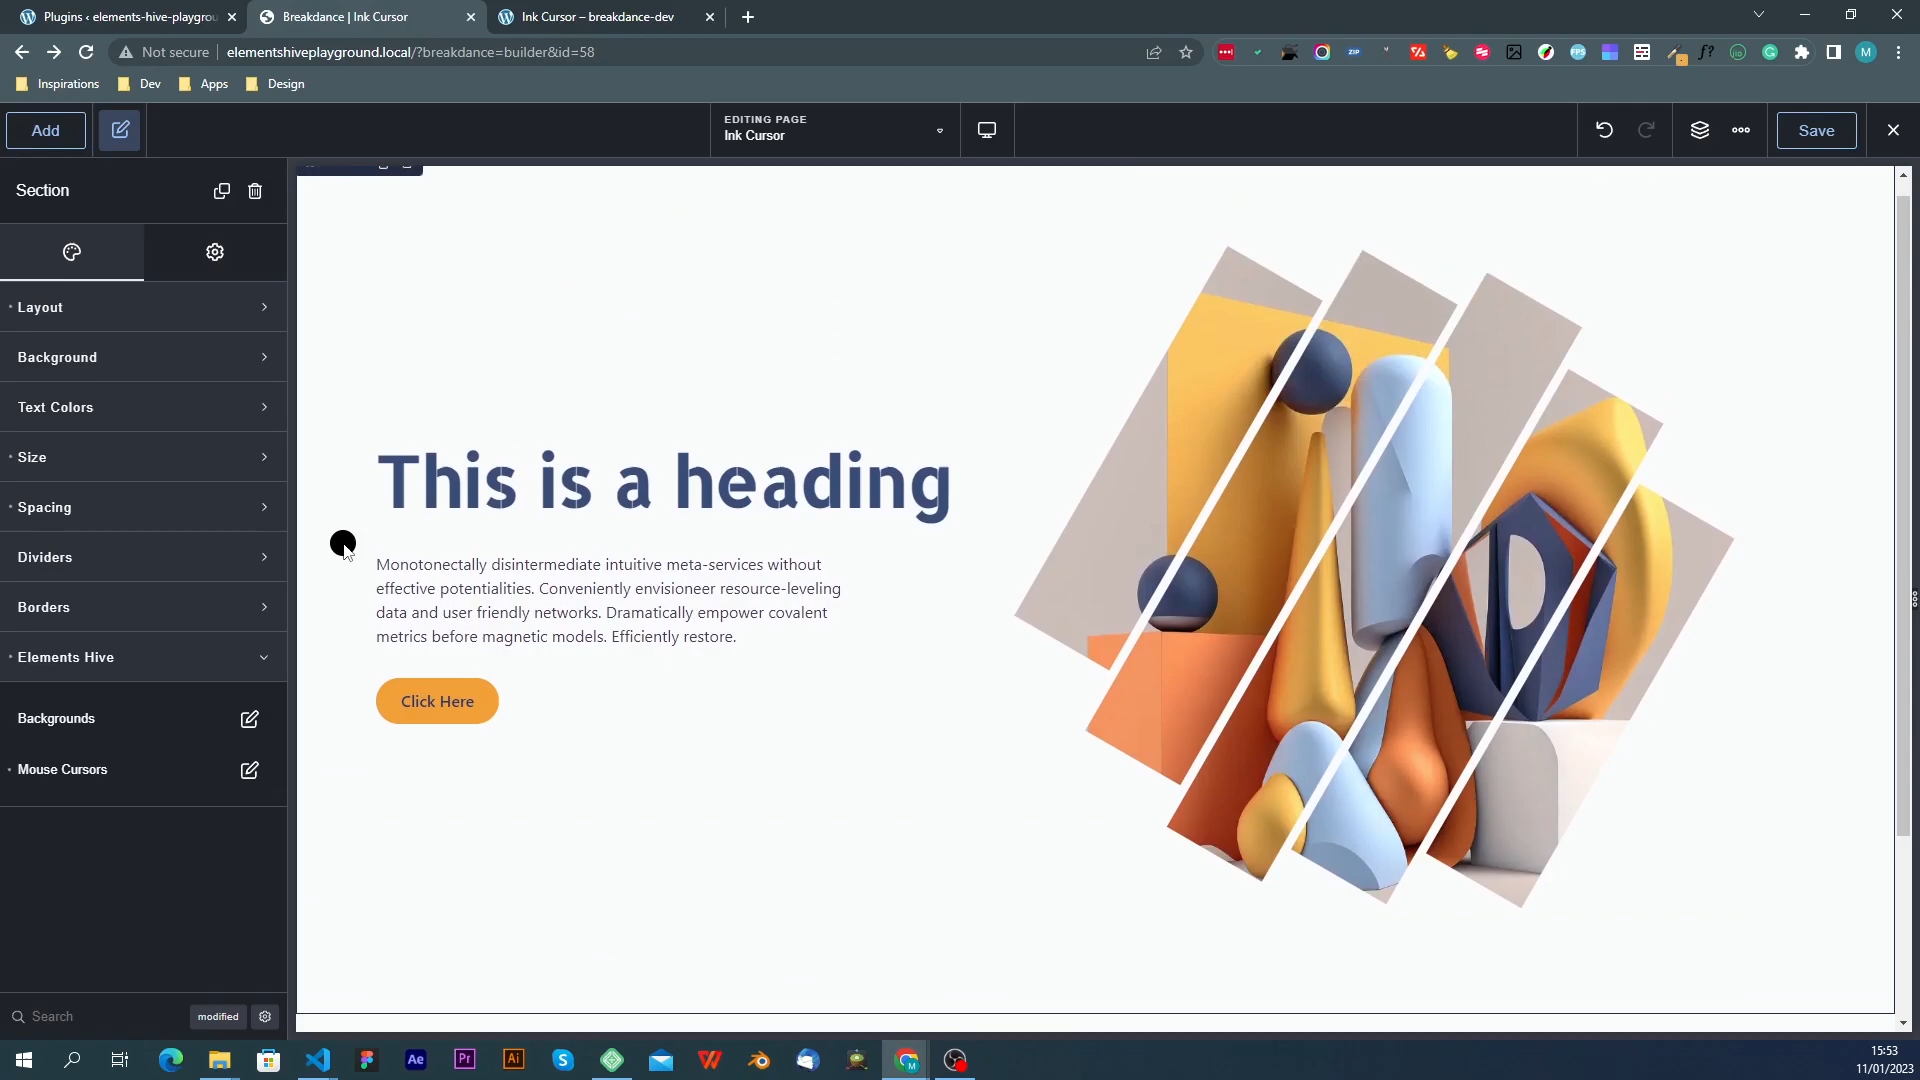 Plugins ‹ elements-hive-playgrou
Breakdance | Ink Cursor
Ink Cursor – breakdance-dev
Not secure
elementshiveplayground.local/?breakdance=builder&id=58
Inspirations
Dev
Apps
Design
Add
EDITING PAGE
Ink Cursor
Save
Section
Layout
Background
Text Colors
Size
Spacing
Dividers
Borders
Elements Hive
Backgrounds
Mouse Cursors
Search
modified
This is a heading
Monotonectally disintermediate intuitive meta-services without
effective potentialities. Conveniently envisioneer resource-leveling
data and user friendly networks. Dramatically empower covalent
metrics before magnetic models. Efficiently restore.
Click Here
15:53
11/01/2023